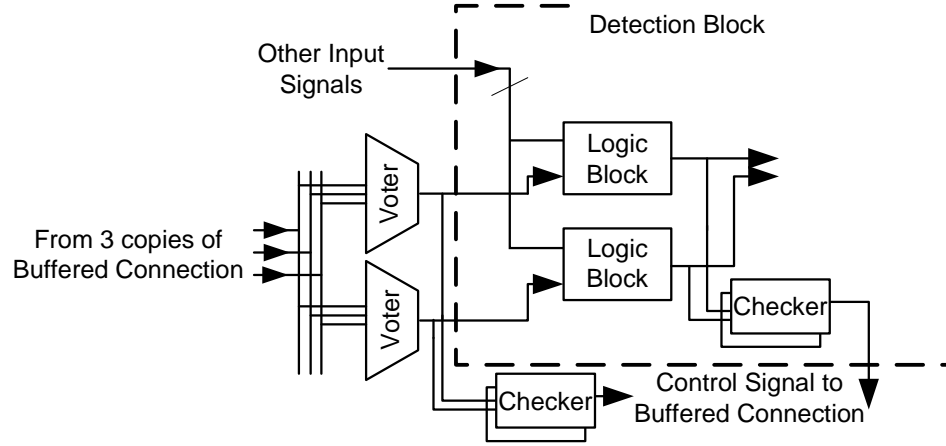 Detection Block
Other Input
Signals
Logic
Block
Voter
From 3 copies of
Buffered Connection
Logic
Block
Voter
Checker
Checker
Control Signal to
Buffered Connection